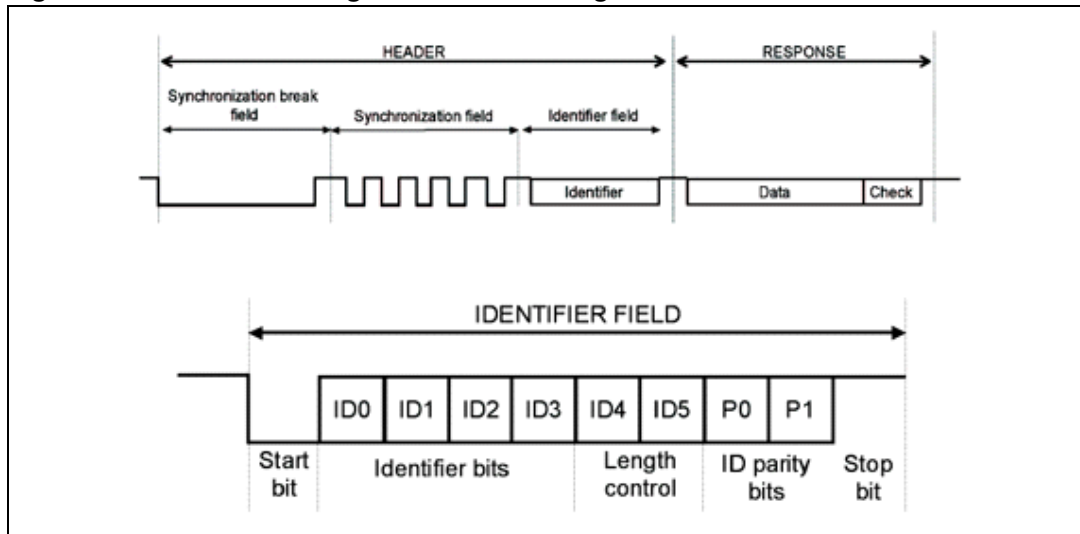 HEADER RESPONSE
Synchronization break
field
Synchronization field
Identifier field
Identifier
Data
Check
IDENTIFIER FIELD
ID0 ID1 ID2 ID3 ID4 ID5 P0 P1
Start
bit
Identifier bits
Length
control
ID parity
bits
Stop
bit